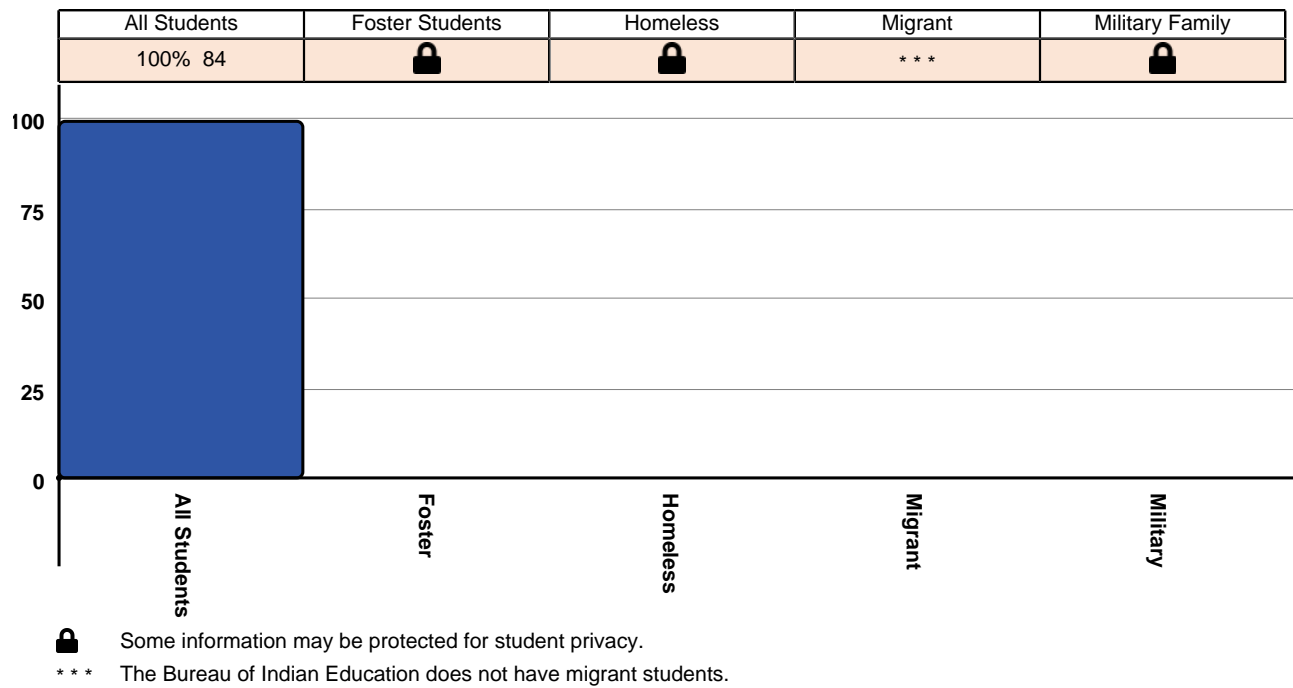 All Students Foster Students Homeless Migrant Military Family
100% 84 * * *
100
75
50
25
0
All Students
Foster
Homeless
Migrant
Military
Some information may be protected for student privacy.
* * * The Bureau of Indian Education does not have migrant students.